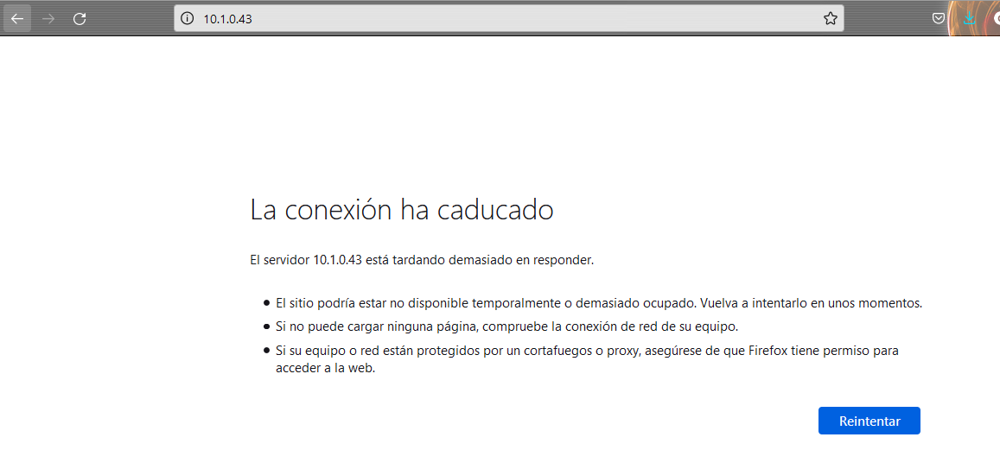 10.1.0.43
La conexión ha caducado
El servidor 10.1.0.43 está tardando demasiado en responder.
El sitio podría estar no disponible temporalmente o demasiado ocupado. Vuelva a intentarlo en unos momentos.
Si no puede cargar ninguna página, compruebe la conexión de red de su equipo.
Si su equipo o red están protegidos por un cortafuegos o proxy, asegúrese de que Firefox tiene permiso para
acceder a la web.
Reintentar